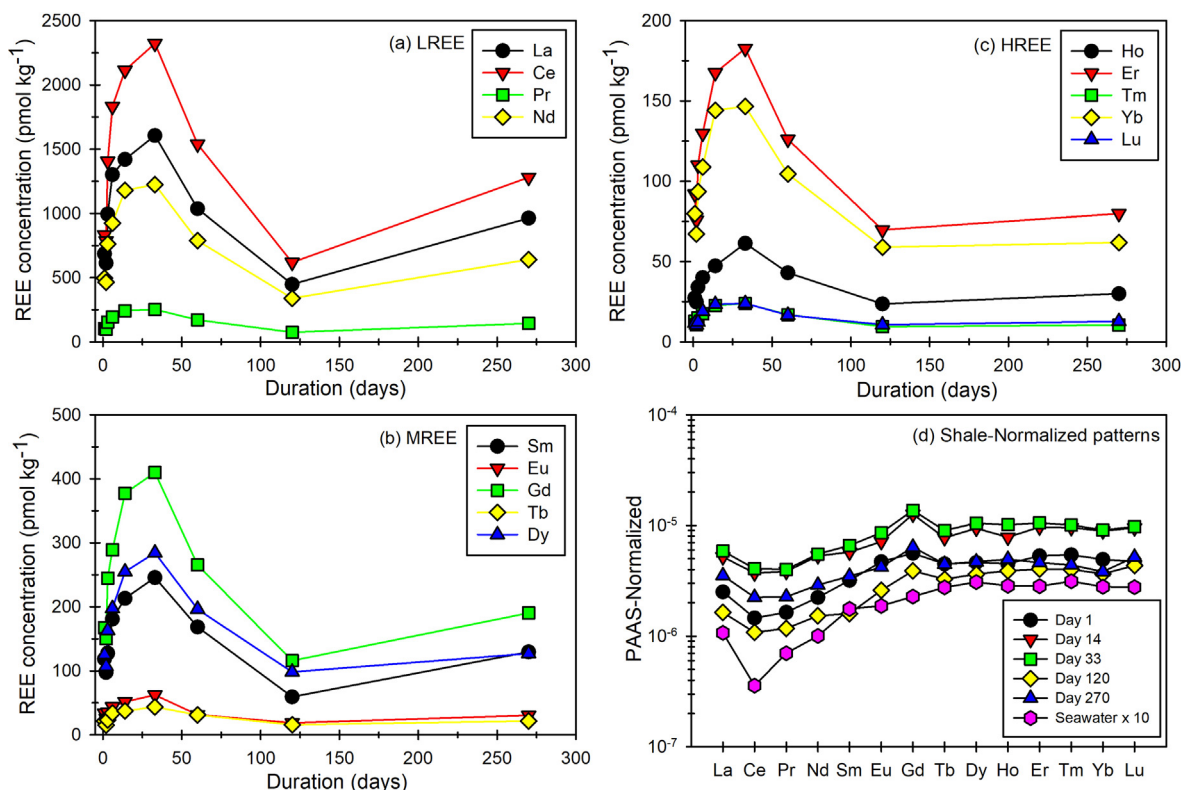 (a) LREE
La
Ce
Pr
Nd
REE concentration (pmol kg⁻¹)
2500
2000
1500
1000
500
0
0 50 100 150 200 250 300
Duration (days)
(c) HREE
Ho
Er
Tm
Yb
Lu
REE concentration (pmol kg⁻¹)
200
150
100
50
0
0 50 100 150 200 250 300
Duration (days)
(b) MREE
Sm
Eu
Gd
Tb
Dy
REE concentration (pmol kg⁻¹)
500
400
300
200
100
0
0 50 100 150 200 250 300
Duration (days)
(d) Shale-Normalized patterns
PAAS-Normalized
10⁻⁴
10⁻⁵
10⁻⁶
10⁻⁷
Day 1
Day 14
Day 33
Day 120
Day 270
Seawater x 10
La Ce Pr Nd Sm Eu Gd Tb Dy Ho Er Tm Yb Lu